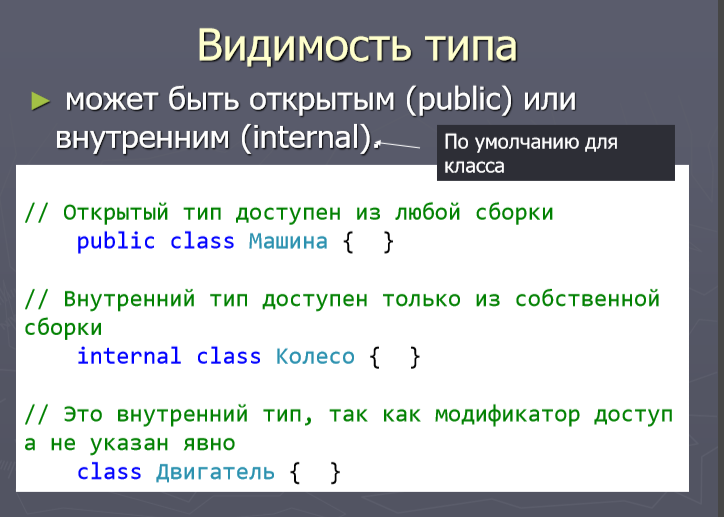 Видимость типа
► может быть открытым (public) или
внутренним (internal).
По умолчанию для
класса
// Открытый тип доступен из любой сборки
public class Машина {  }
// Внутренний тип доступен только из собственной
сборки
internal class Колесо {  }
// Это внутренний тип, так как модификатор доступ
а не указан явно
class Двигатель {  }